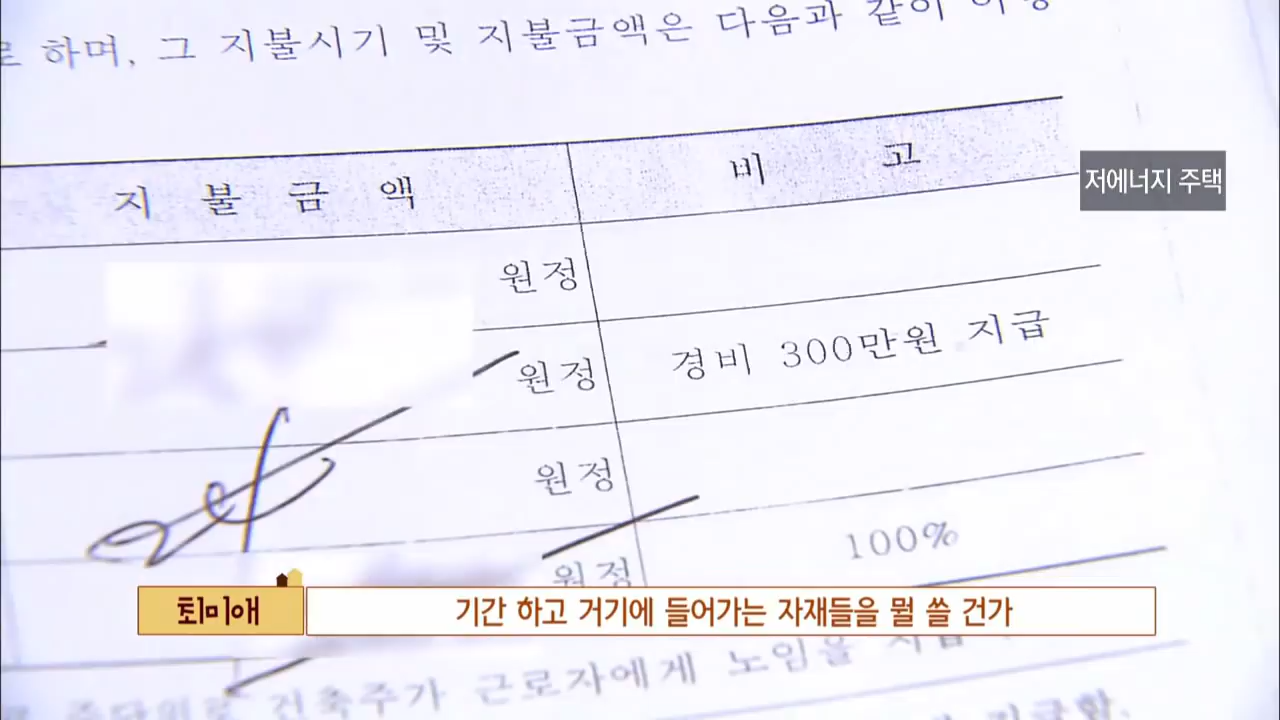 로 하며, 그 지불시기 및 지불금액은 다음과 같이
지 불 금 액
비 고
저에너지 주택
원정
원정
경비 300만원 지급
원정
원정
100%
최미애
기간 하고 거기에 들어가는 자재들을 뭘 쓸 건가
건축주가 근로자에게 노임을 지급